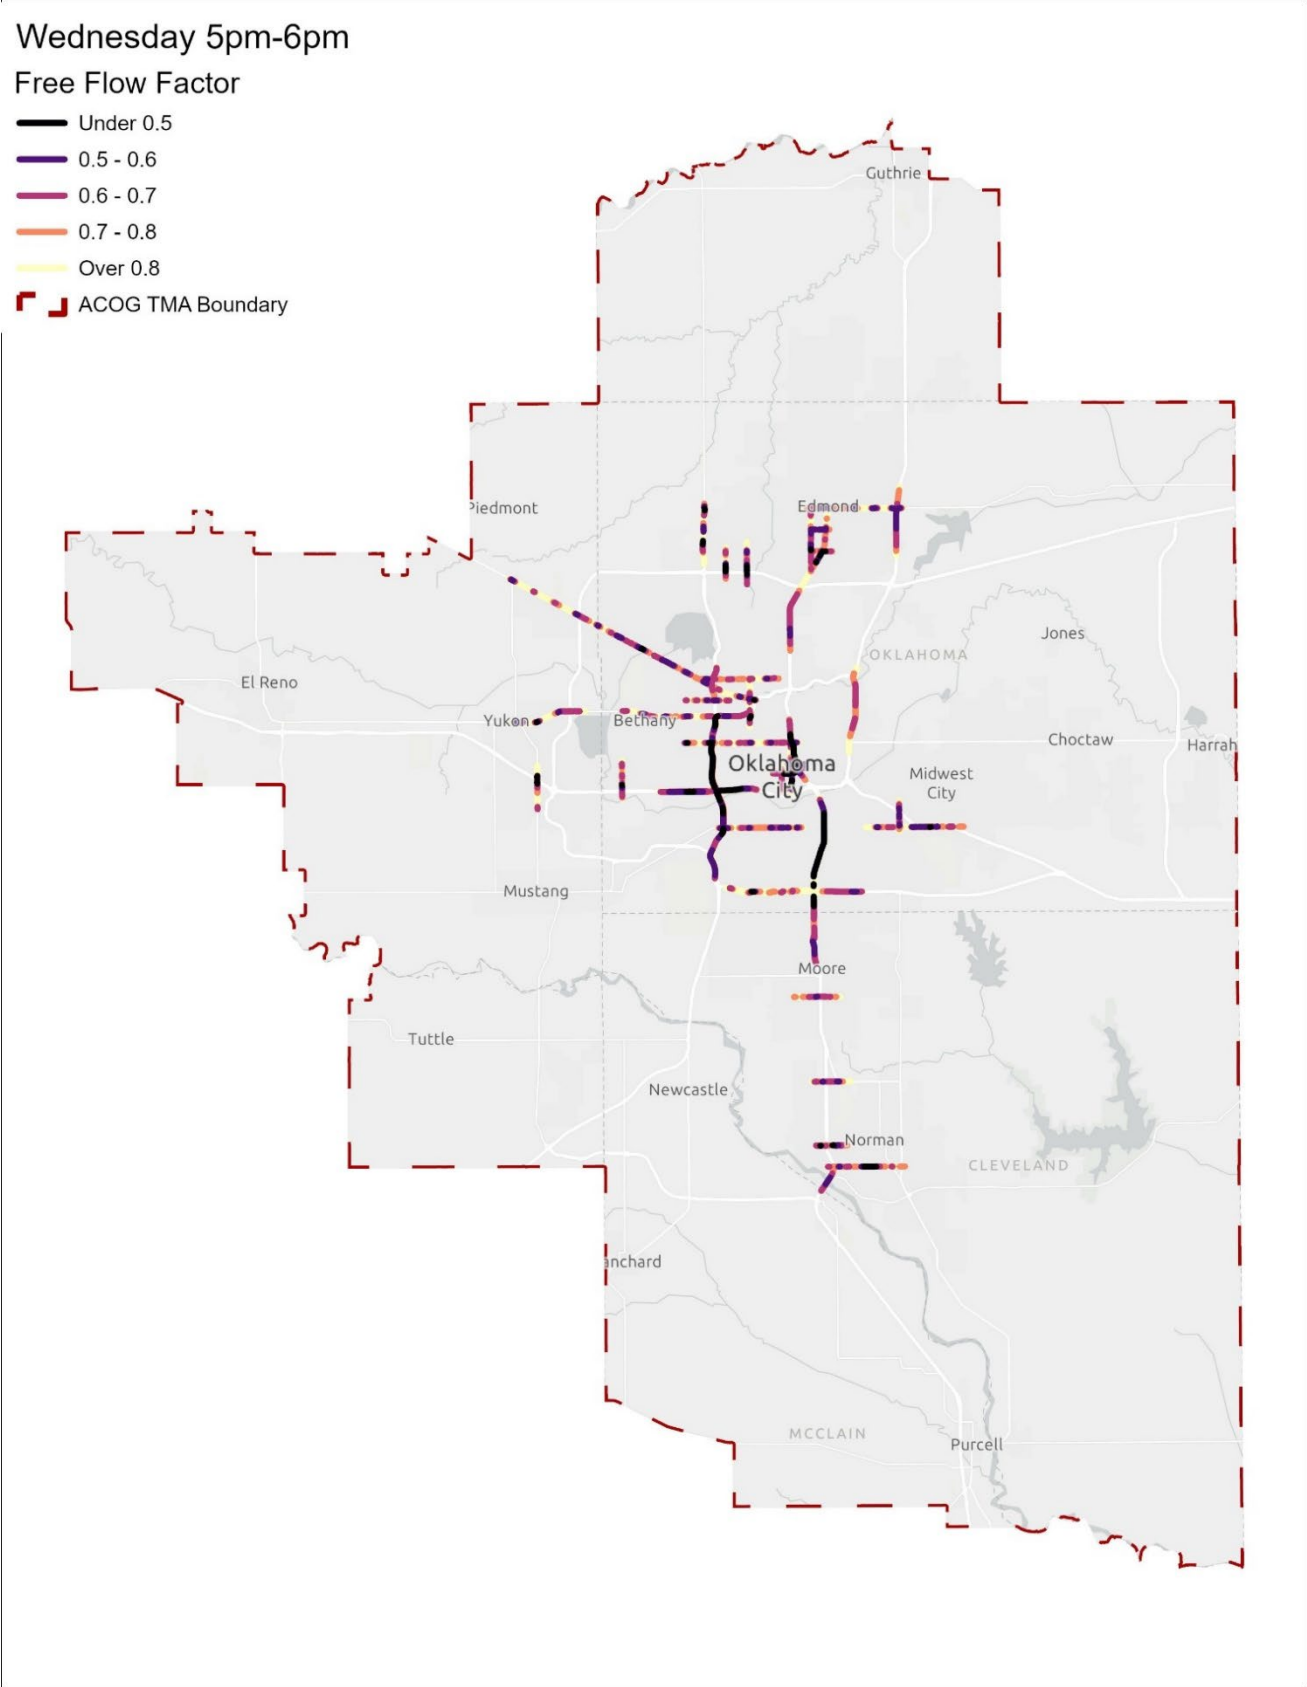 Wednesday 5pm-6pm
Free Flow Factor
Under 0.5
0.5 - 0.6
0.6 - 0.7
0.7 - 0.8
Over 0.8
ACOG TMA Boundary
Guthrie
Piedmont
Edmond
Jones
OKLAHOMA
El Reno
Yukon
Bethany
Choctaw
Harrah
Oklahoma
City
Midwest
City
Mustang
Moore
Tuttle
Newcastle
Norman
CLEVELAND
anchard
MCCLAIN
Purcell